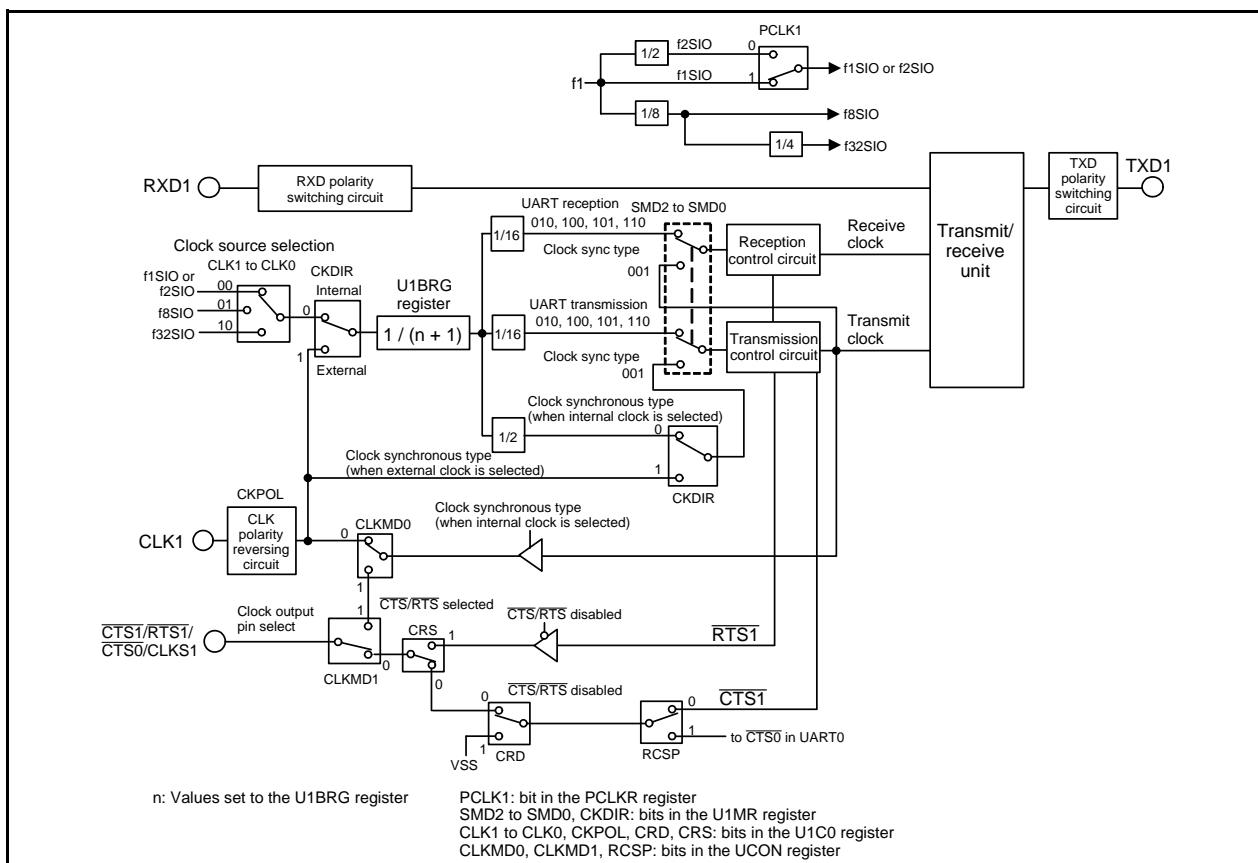 PCLK1
f2SIO
0
1/2
f1SIO or f2SIO
f1SIO
1
f1
1/8
f8SIO
1/4
f32SIO
RXD1
RXD polarity
switching circuit
TXD
polarity
switching
circuit
TXD1
UART reception
SMD2 to SMD0
010, 100, 101, 110
1/16
Clock sync type
001
Reception
control circuit
Receive
clock
Transmit/
receive
unit
Clock source selection
CLK1 to CLK0
f1SIO or
f2SIO
00
f8SIO
01
f32SIO
10
CKDIR
Internal
0
1
External
U1BRG
register
1 / (n + 1)
UART transmission
010, 100, 101, 110
1/16
Clock sync type
001
Transmission
control circuit
Transmit
clock
Clock synchronous type
(when internal clock is selected)
0
1/2
Clock synchronous type
(when external clock is selected)
1
CKDIR
CKPOL
CLK
polarity
reversing
circuit
CLK1
CLKMD0
0
1
Clock synchronous type
(when internal clock is selected)
CTS1/RTS1/
CTS0/CLKS1
Clock output
pin select
1
CTS/RTS selected
0
CLKMD1
CRS
1
0
CTS/RTS disabled
RTS1
CTS/RTS disabled
0
1
VSS
CRD
0
CTS1
1
to CTS0 in UART0
RCSP
n: Values set to the U1BRG register
PCLK1: bit in the PCLKR register
SMD2 to SMD0, CKDIR: bits in the U1MR register
CLK1 to CLK0, CKPOL, CRD, CRS: bits in the U1C0 register
CLKMD0, CLKMD1, RCSP: bits in the UCON register